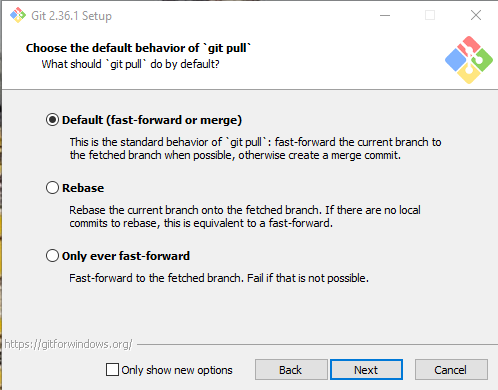 Git 2.36.1 Setup
Choose the default behavior of `git pull`
What should `git pull` do by default?
Default (fast-forward or merge)
This is the standard behavior of `git pull`: fast-forward the current branch to
the fetched branch when possible, otherwise create a merge commit.
Rebase
Rebase the current branch onto the fetched branch. If there are no local
commits to rebase, this is equivalent to a fast-forward.
Only ever fast-forward
Fast-forward to the fetched branch. Fail if that is not possible.
https://gitforwindows.org/
Only show new options
Back
Next
Cancel